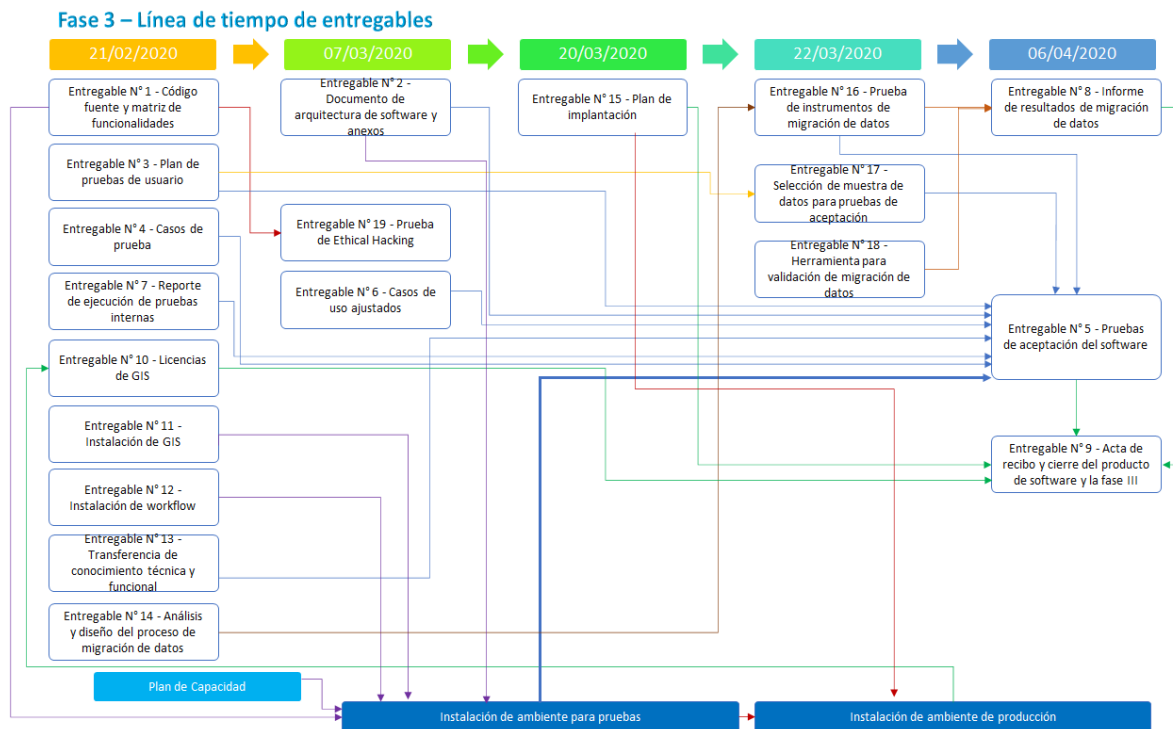 Fase 3 – Línea de tiempo de entregables
21/02/2020
07/03/2020
20/03/2020
22/03/2020
06/04/2020
Entregable N° 1 - Código
fuente y matriz de
funcionalidades
Entregable N° 3 - Plan de
pruebas de usuario
Entregable N° 4 - Casos de
prueba
Entregable N° 7 - Reporte
de ejecución de pruebas
internas
Entregable N° 10 - Licencias
de GIS
Entregable N° 11 -
Instalación de GIS
Entregable N° 12 -
Instalación de workflow
Entregable N° 13 -
Transferencia de
conocimiento técnica y
funcional
Entregable N° 14 - Análisis
y diseño del proceso de
migración de datos
Entregable N° 2 -
Documento de
arquitectura de software y
anexos
Entregable N° 19 - Prueba
de Ethical Hacking
Entregable N° 6 - Casos de
uso ajustados
Entregable N° 15 - Plan de
implantación
Entregable N° 16 - Prueba
de instrumentos de
migración de datos
Entregable N° 17 -
Selección de muestra de
datos para pruebas de
aceptación
Entregable N° 18 -
Herramienta para
validación de migración de
datos
Entregable N° 8 - Informe
de resultados de migración
de datos
Entregable N° 5 - Pruebas
de aceptación del software
Entregable N° 9 - Acta de
recibo y cierre del producto
de software y la fase III
Plan de Capacidad
Instalación de ambiente para pruebas
Instalación de ambiente de producción